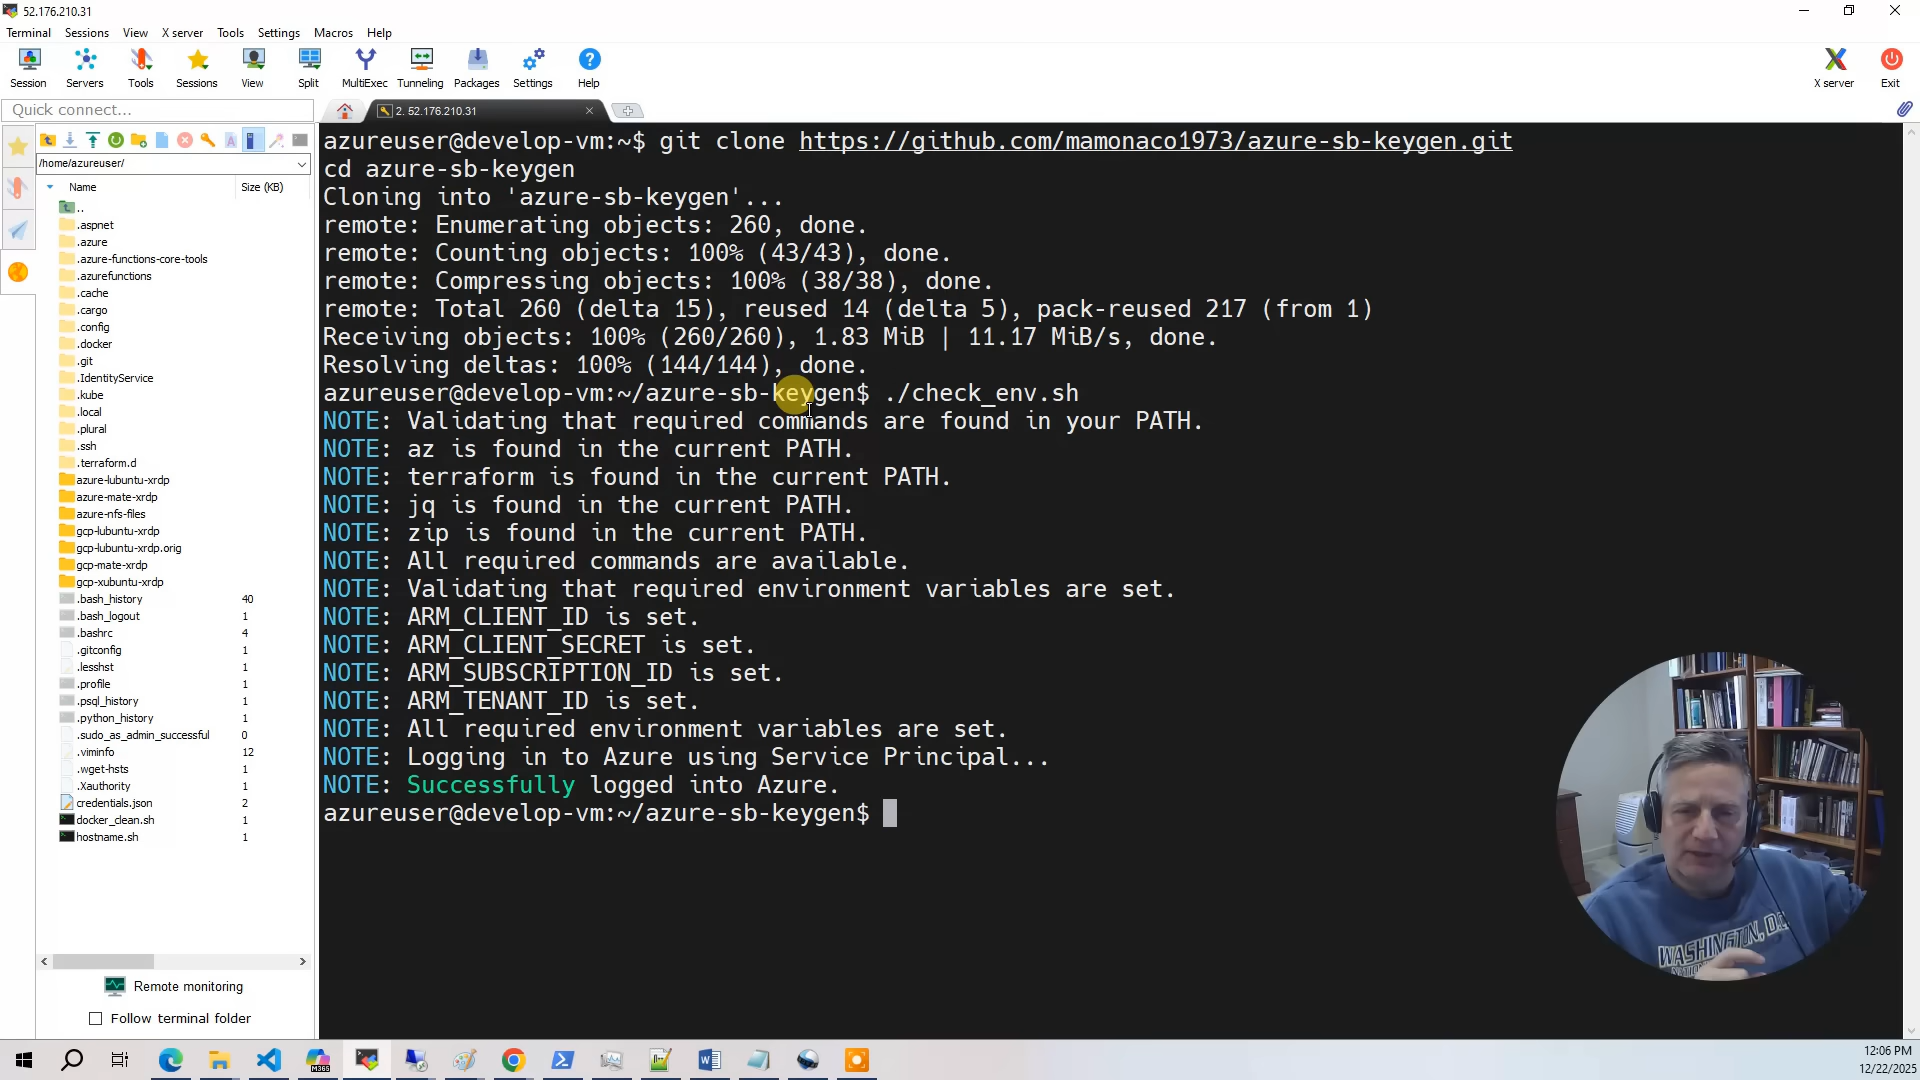 52.176.210.31
Terminal Sessions View X server Tools Settings Macros Help
Session Servers Tools Sessions View Split MultiExec Tunneling Packages Settings Help X server Exit
Quick connect...
2. 52.176.210.31
/home/azureuser/
Name Size (KB)
..
.aspnet
.azure
.azure-functions-core-tools
.azurefunctions
.cache
.cargo
.config
.docker
.git
.IdentityService
.kube
.local
.plural
.ssh
.terraform.d
azure-lubuntu-xrdp
azure-mate-xrdp
azure-nfs-files
gcp-lubuntu-xrdp
gcp-lubuntu-xrdp.orig
gcp-mate-xrdp
gcp-xubuntu-xrdp
.bash_history 40
.bash_logout 1
.bashrc 4
.gitconfig 1
.lesshst 1
.profile 1
.psql_history 1
.python_history 1
.sudo_as_admin_successful 0
.viminfo 12
.wget-hsts 1
.Xauthority 1
credentials.json 2
docker_clean.sh 1
hostname.sh 1
Remote monitoring
Follow terminal folder
azureuser@develop-vm:~$ git clone https://github.com/mamonaco1973/azure-sb-keygen.git
cd azure-sb-keygen
Cloning into 'azure-sb-keygen'...
remote: Enumerating objects: 260, done.
remote: Counting objects: 100% (43/43), done.
remote: Compressing objects: 100% (38/38), done.
remote: Total 260 (delta 15), reused 14 (delta 5), pack-reused 217 (from 1)
Receiving objects: 100% (260/260), 1.83 MiB | 11.17 MiB/s, done.
Resolving deltas: 100% (144/144), done.
azureuser@develop-vm:~/azure-sb-keygen$ ./check_env.sh
NOTE: Validating that required commands are found in your PATH.
NOTE: az is found in the current PATH.
NOTE: terraform is found in the current PATH.
NOTE: jq is found in the current PATH.
NOTE: zip is found in the current PATH.
NOTE: All required commands are available.
NOTE: Validating that required environment variables are set.
NOTE: ARM_CLIENT_ID is set.
NOTE: ARM_CLIENT_SECRET is set.
NOTE: ARM_SUBSCRIPTION_ID is set.
NOTE: ARM_TENANT_ID is set.
NOTE: All required environment variables are set.
NOTE: Logging in to Azure using Service Principal...
NOTE: Successfully logged into Azure.
azureuser@develop-vm:~/azure-sb-keygen$
WASHINGTON, D.C.
M365
12:06 PM
12/22/2025